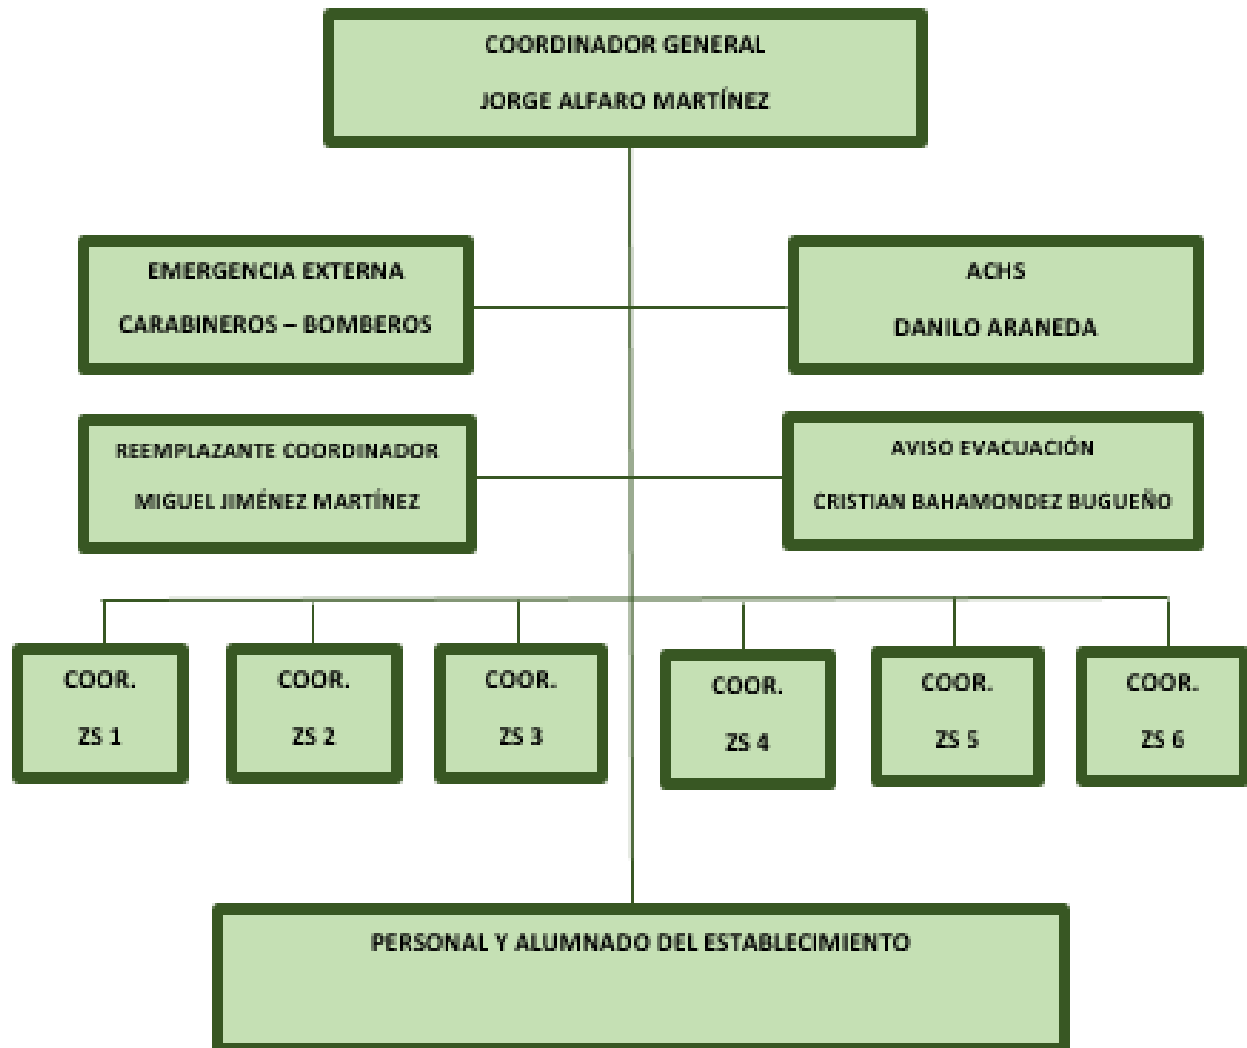 COORDINADOR GENERAL
JORGE ALFARO MARTÍNEZ
EMERGENCIA EXTERNA
CARABINEROS – BOMBEROS
ACHS
DANILO ARANEDA
REEMPLAZANTE COORDINADOR
MIGUEL JIMÉNEZ MARTÍNEZ
AVISO EVACUACIÓN
CRISTIAN BAHAMONDEZ BUGUEÑO
COOR.
ZS 1
COOR.
ZS 2
COOR.
ZS 3
COOR.
ZS 4
COOR.
ZS 5
COOR.
ZS 6
PERSONAL Y ALUMNADO DEL ESTABLECIMIENTO